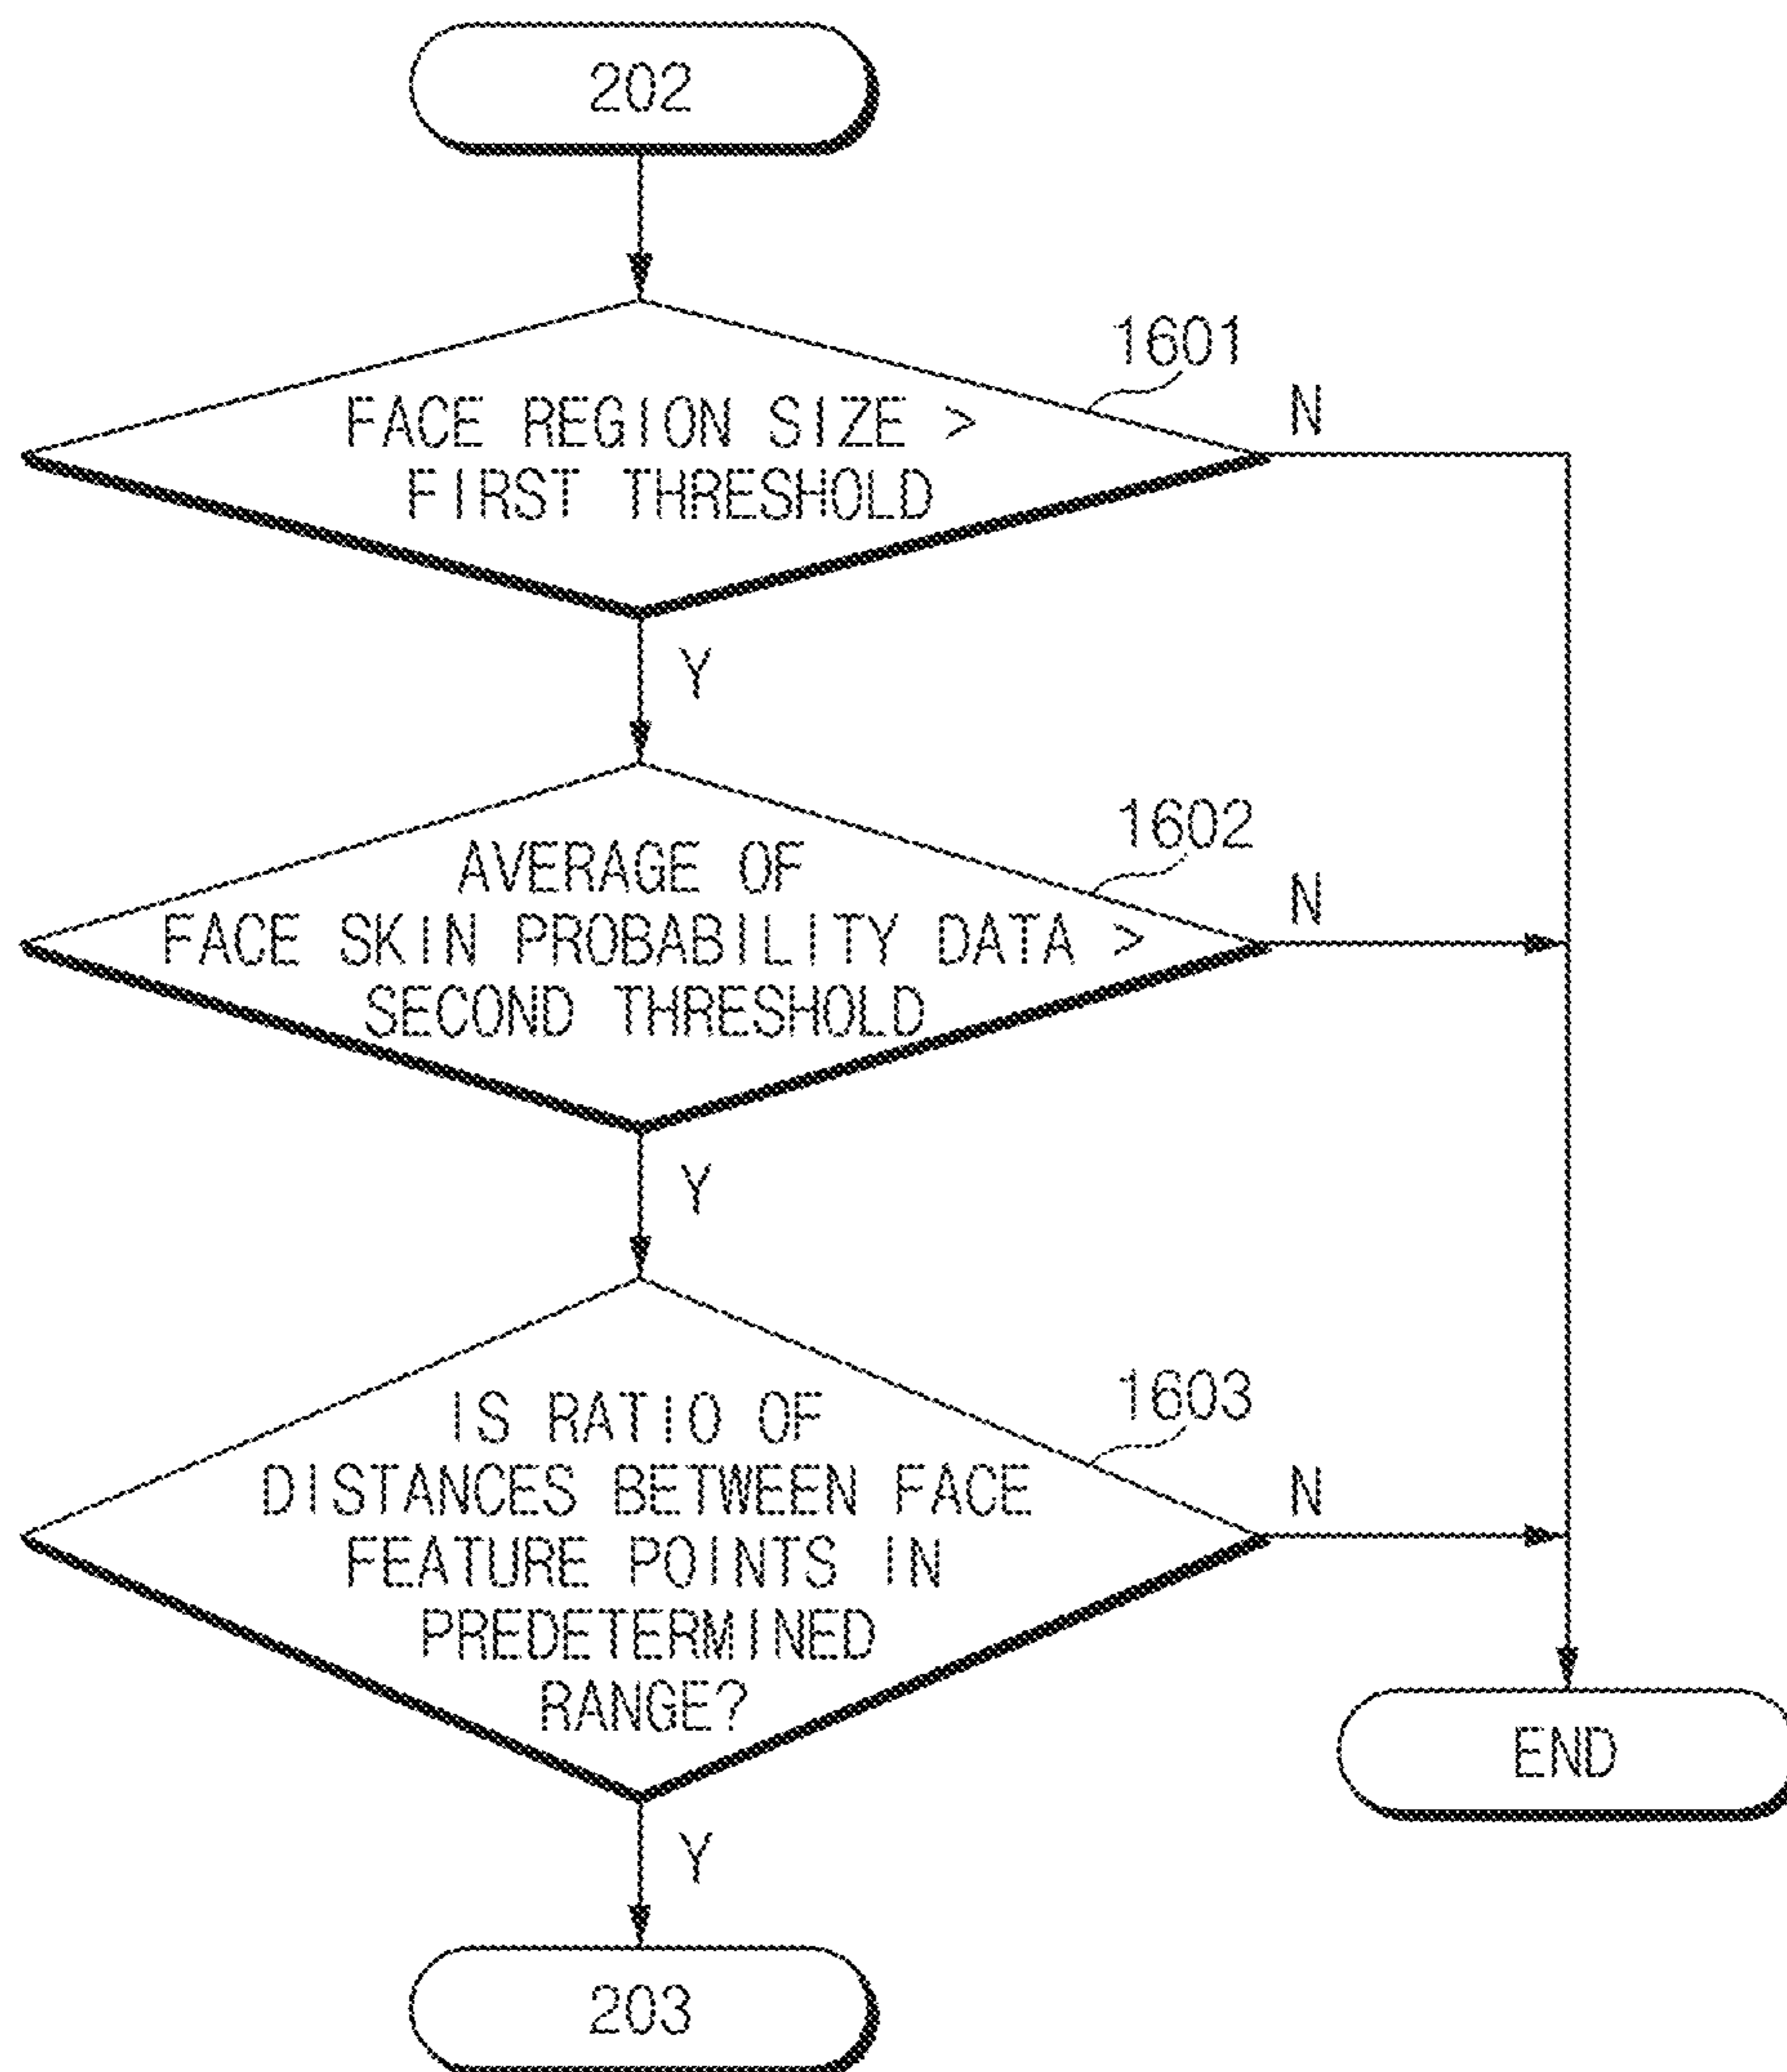 202
1601
FACE REGION SIZE >
FIRST THRESHOLD
N
Y
1602
AVERAGE OF
FACE SKIN PROBABILITY DATA >
SECOND THRESHOLD
N
Y
1603
IS RATIO OF
DISTANCES BETWEEN FACE
FEATURE POINTS IN
PREDETERMINED
RANGE?
N
END
Y
203